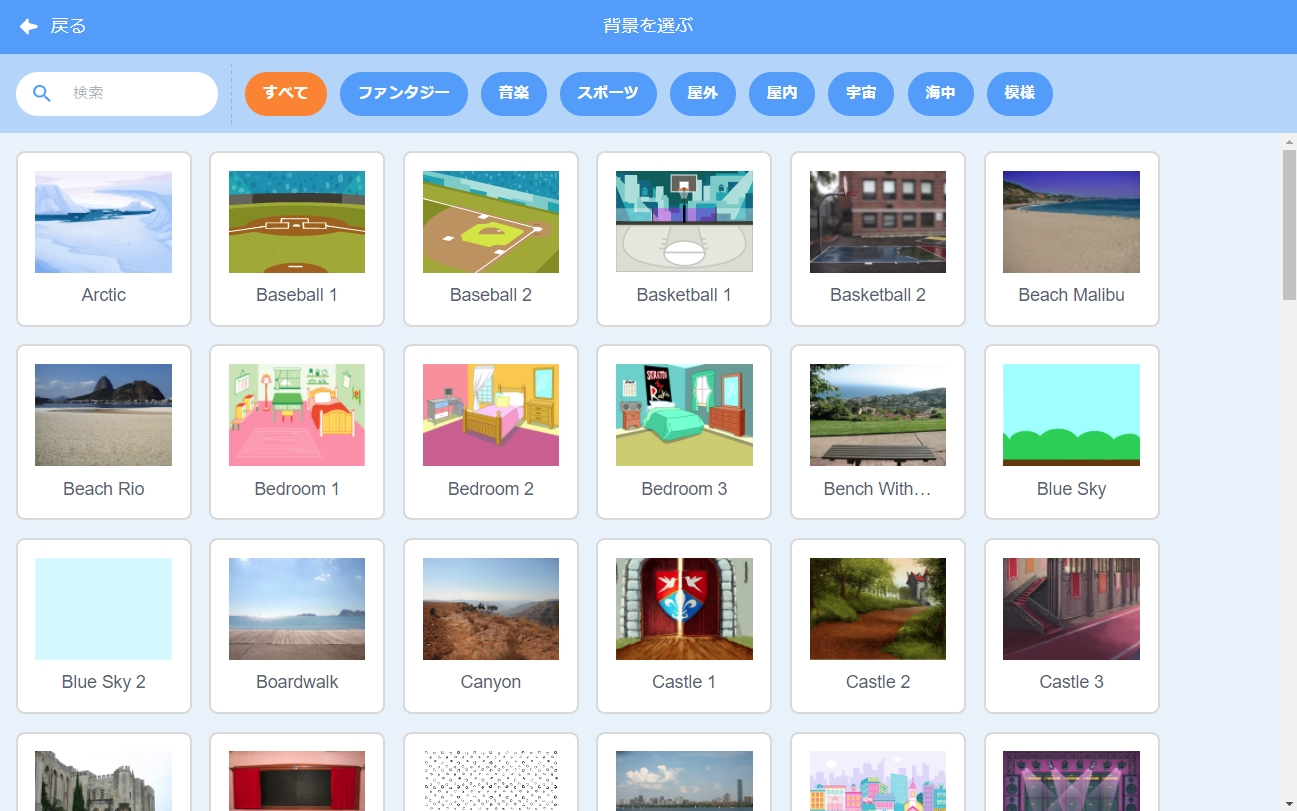 戻る
背景を選ぶ
検索
すべて
ファンタジー
音楽
スポーツ
屋外
屋内
宇宙
海中
模様
Arctic
Baseball 1
Baseball 2
Basketball 1
Basketball 2
Beach Malibu
Beach Rio
Bedroom 1
Bedroom 2
SCRATCH
Bedroom 3
Bench With…
Blue Sky
Blue Sky 2
Boardwalk
Canyon
Castle 1
Castle 2
Castle 3